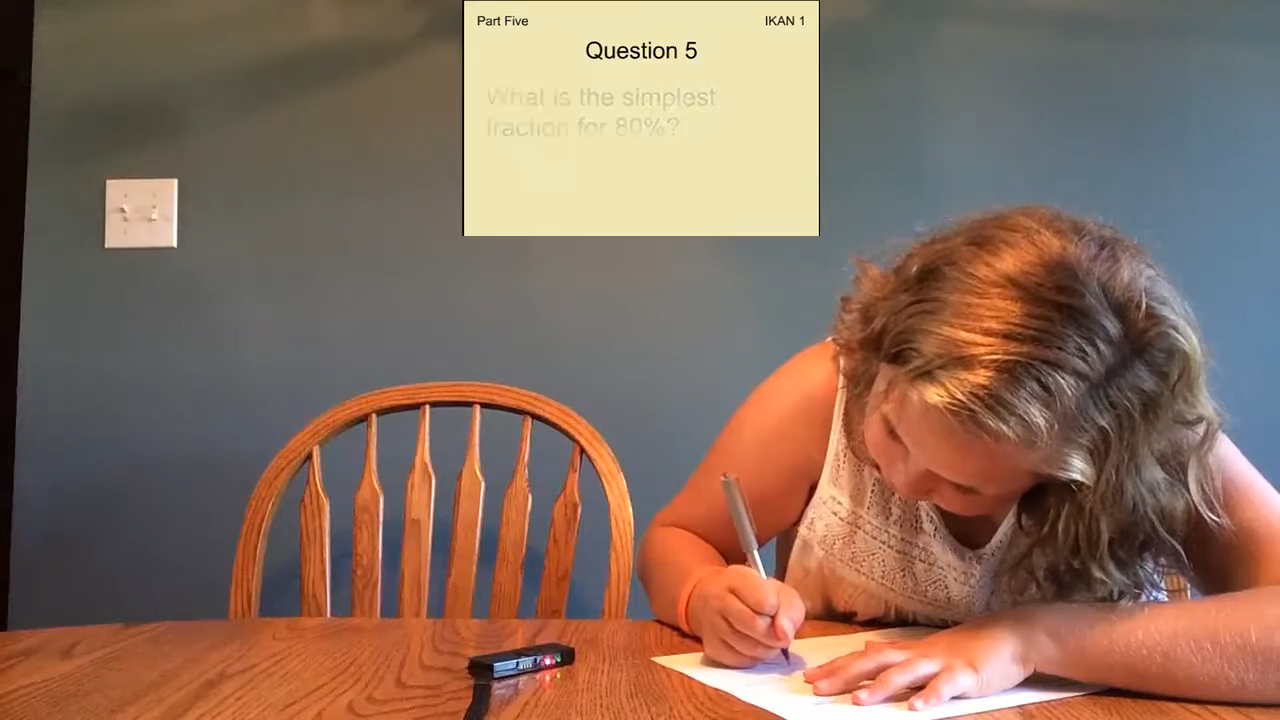 Part Five
IKAN 1
Question 5
What is the simplest
fraction for 80%?